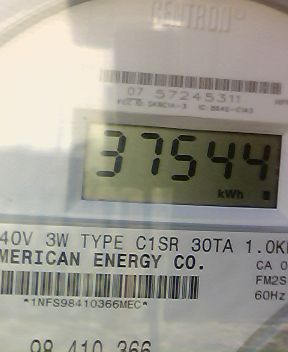 CENTRON®
07 57245311
37544
kWh
40V 3W TYPE C1SR 30TA 1.0K
MERICAN ENERGY CO.
CA 0
FM2S
60Hz
*1NFS98410366MEC*
98 410 366